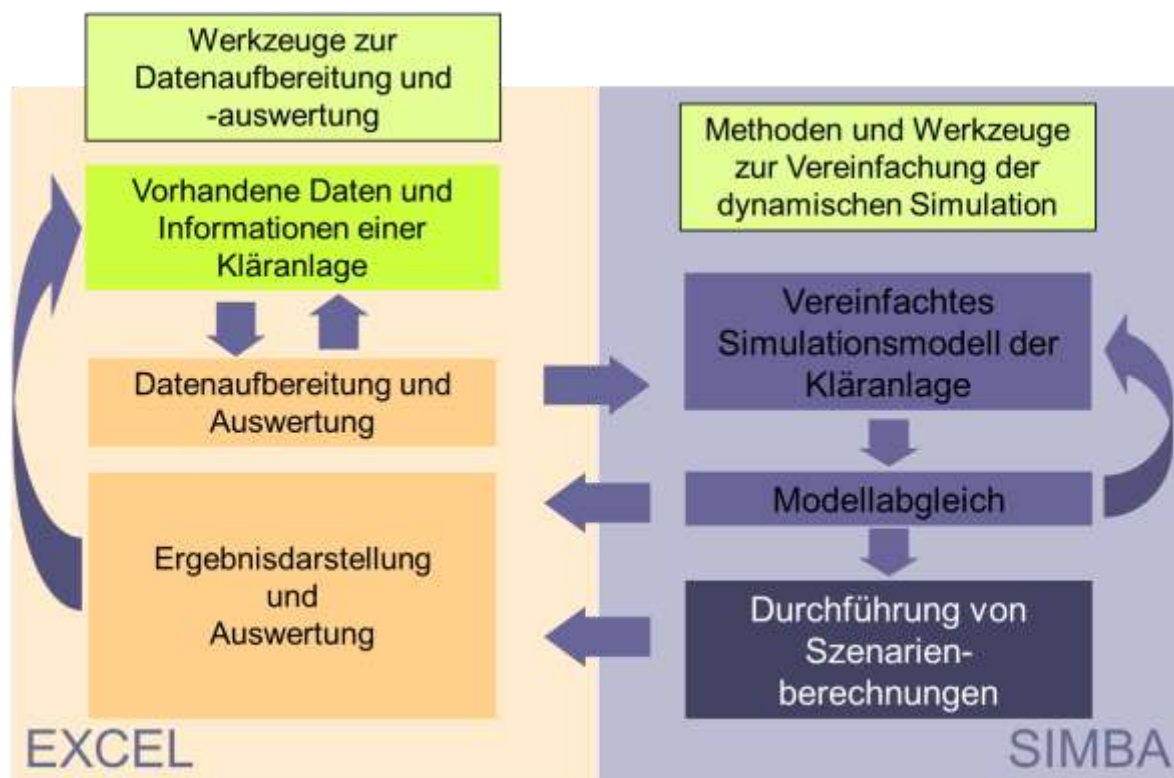 Werkzeuge zur
Datenaufbereitung und
-auswertung
Vorhandene Daten und
Informationen einer
Kläranlage
Datenaufbereitung und
Auswertung
Ergebnisdarstellung
und
Auswertung
EXCEL
Methoden und Werkzeuge
zur Vereinfachung der
dynamischen Simulation
Vereinfachtes
Simulationsmodell der
Kläranlage
Modellabgleich
Durchführung von
Szenarien-
berechnungen
SIMBA